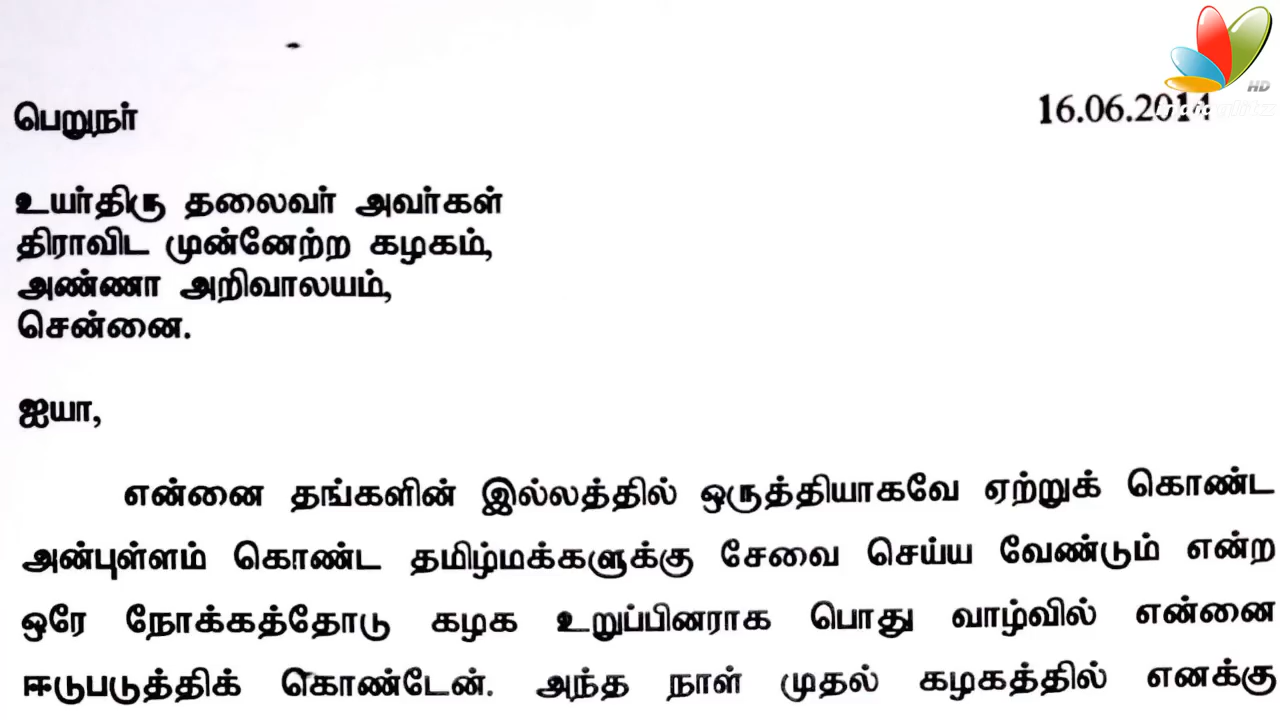 பெறுநர்
16.06.2014
உயர்திரு தலைவர் அவர்கள்
திராவிட முன்னேற்ற கழகம்,
அண்ணா அறிவாலயம்,
சென்னை.
ஐயா,
என்னை தங்களின் இல்லத்தில் ஒருத்தியாகவே ஏற்றுக் கொண்ட
அன்புள்ளம் கொண்ட தமிழ்மக்களுக்கு சேவை செய்ய வேண்டும் என்ற
ஒரே நோக்கத்தோடு கழக உறுப்பினராக பொது வாழ்வில் என்னை
ஈடுபடுத்திக் கொண்டேன். அந்த நாள் முதல் கழகத்தில் எனக்கு
HD